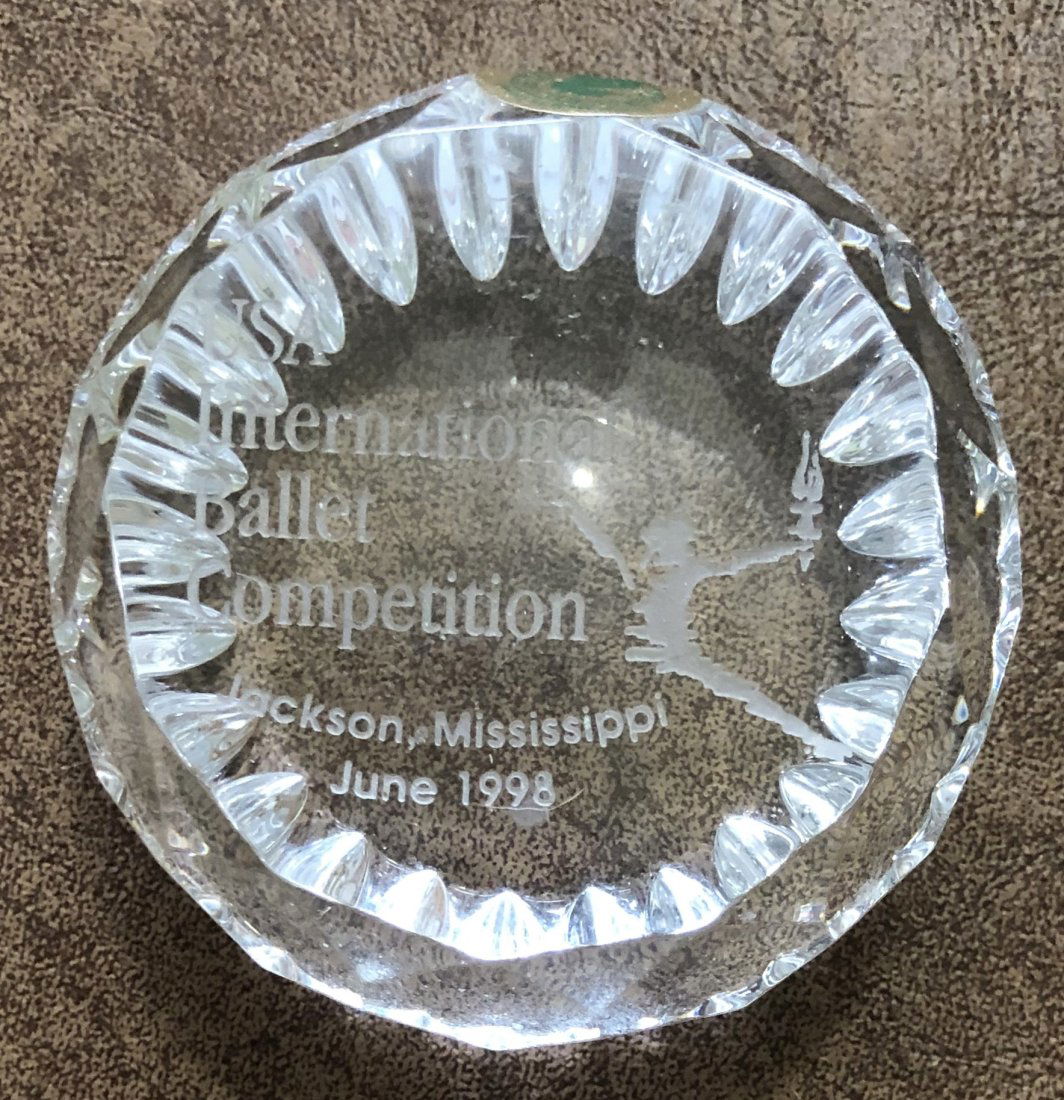 USA
International
Ballet
Competition
Jackson, Mississippi
June 1998